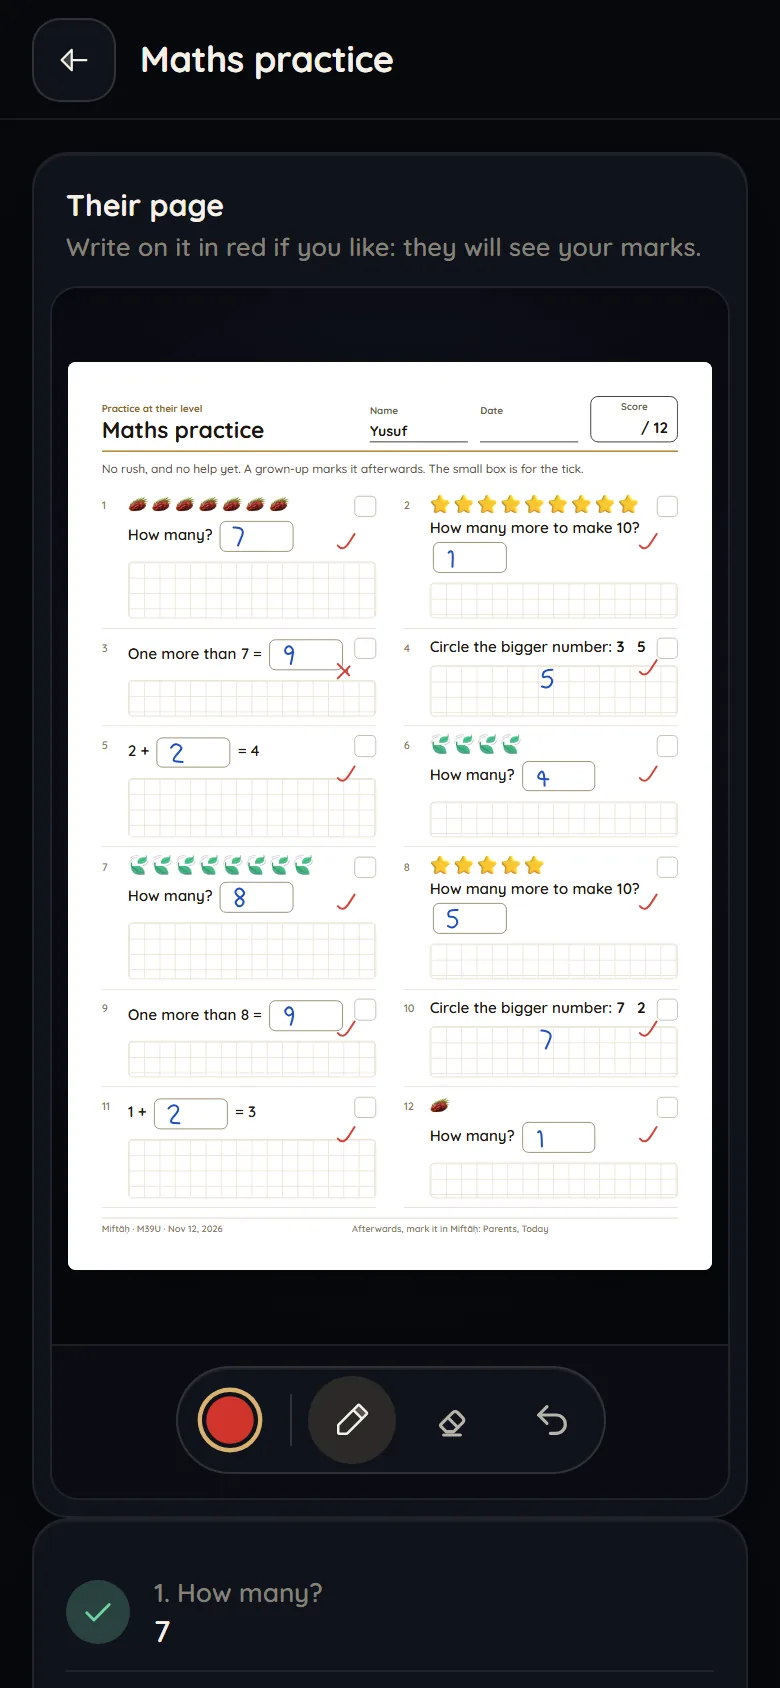 Maths practice
Their page
Write on it in red if you like: they will see your marks.
Practice at their level
Maths practice
Name
Yusuf
Date
Score
/ 12
No rush, and no help yet. A grown-up marks it afterwards. The small box is for the tick.
1
How many? 7
2
How many more to make 10?
1
3 One more than 7 = 9
4 Circle the bigger number: 3 5
5
5 2 + 2 = 4
6
How many? 4
7
How many? 8
8
How many more to make 10?
5
9 One more than 8 = 9
10 Circle the bigger number: 7 2
7
11 1 + 2 = 3
12
How many? 1
Miftāḥ · M39U · Nov 12, 2026
Afterwards, mark it in Miftāḥ: Parents, Today
1. How many?
7